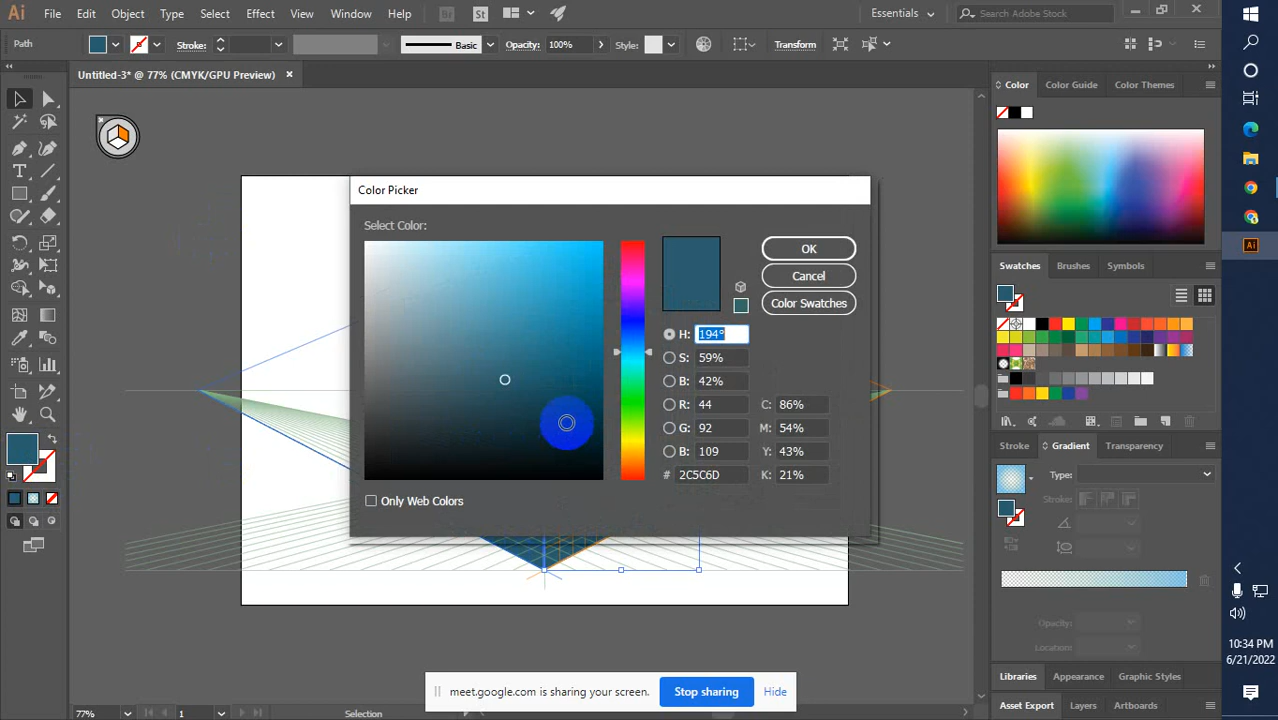 Ai File Edit Object Type Select Effect View Window Help Br St Essentials Search Adobe Stock
Path Stroke: Basic Opacity: 100% Style: Transform
Untitled-3* @ 77% (CMYK/GPU Preview)
Color Color Guide Color Themes
Color Picker
Select Color:
OK
Cancel
Color Swatches
H: 194°
S: 59%
B: 42%
R: 44 C: 86%
G: 92 M: 54%
B: 109 Y: 43%
# 2C5C6D K: 21%
Only Web Colors
Swatches Brushes Symbols
Stroke Gradient Transparency
Type:
Stroke:
Opacity:
Location:
Libraries Appearance Graphic Styles
Asset Export Layers Artboards
meet.google.com is sharing your screen. Stop sharing Hide
77% 1 Selection
Ai
10:34 PM
6/21/2022